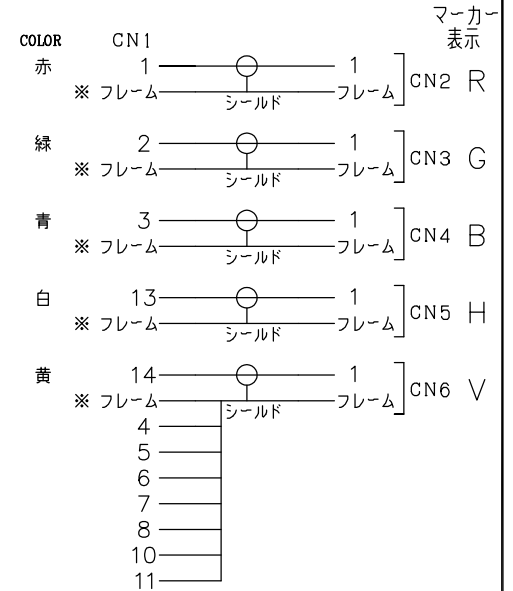 マーカー
表示
COLOR CN1
赤 1 1
※ フレーム シールド フレーム CN2 R
緑 2 1
※ フレーム シールド フレーム CN3 G
青 3 1
※ フレーム シールド フレーム CN4 B
白 13 1
※ フレーム シールド フレーム CN5 H
黄 14 1
※ フレーム シールド フレーム CN6 V
4
5
6
7
8
10
11